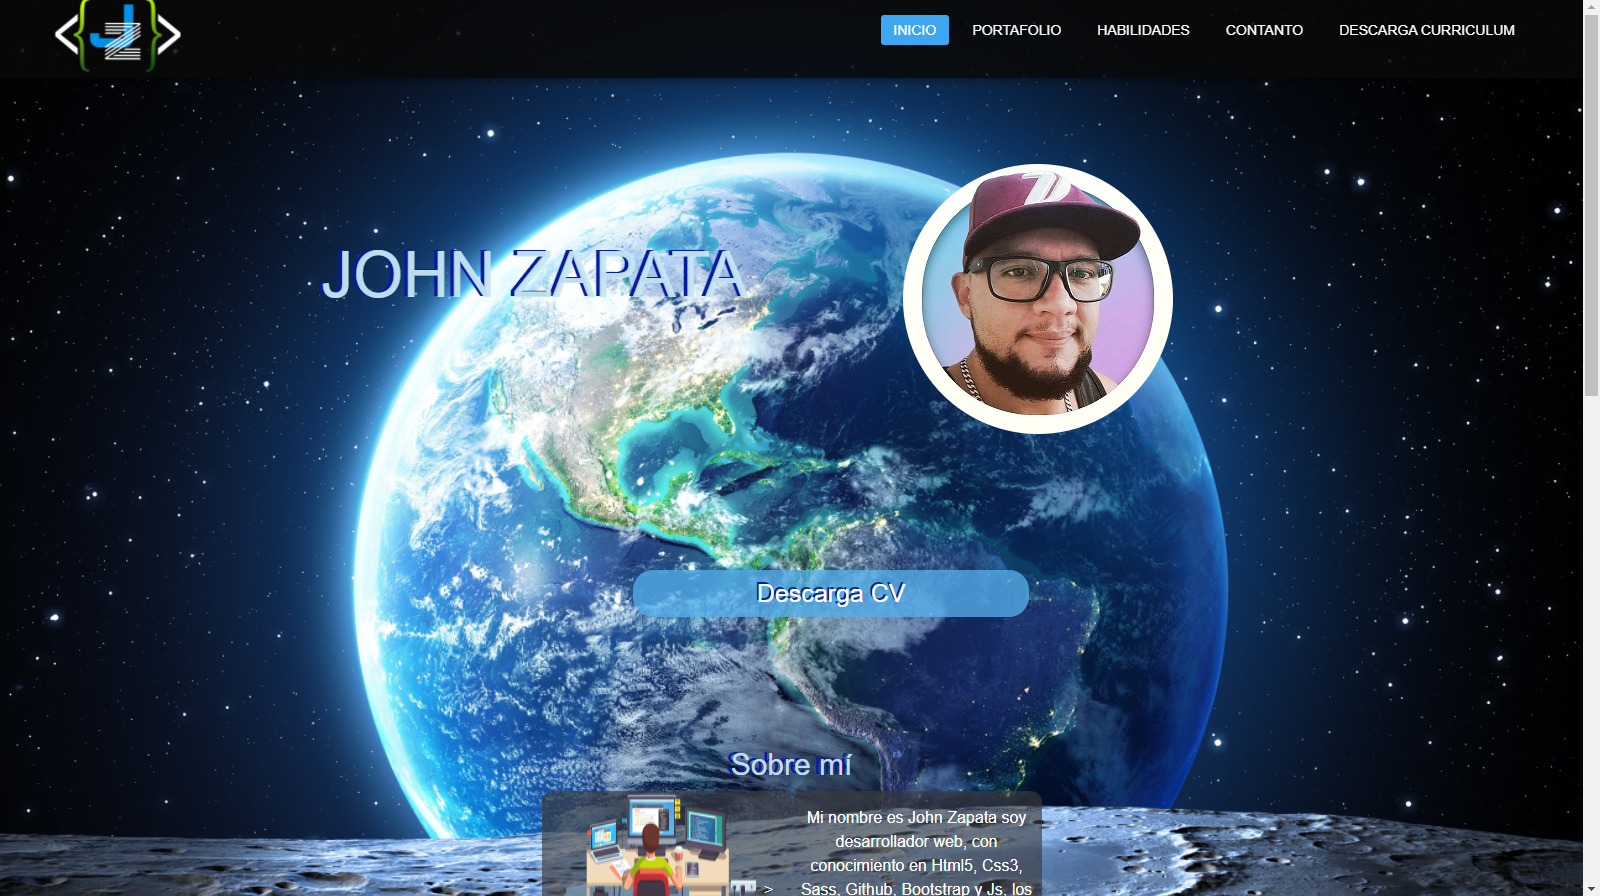 JZ
INICIO
PORTAFOLIO
HABILIDADES
CONTANTO
DESCARGA CURRICULUM
JOHN ZAPATA
Descarga CV
Sobre mí
Mi nombre es John Zapata soy
desarrollador web, con
conocimiento en Html5, Css3,
>
Sass, Github, Bootstrap y Js, los